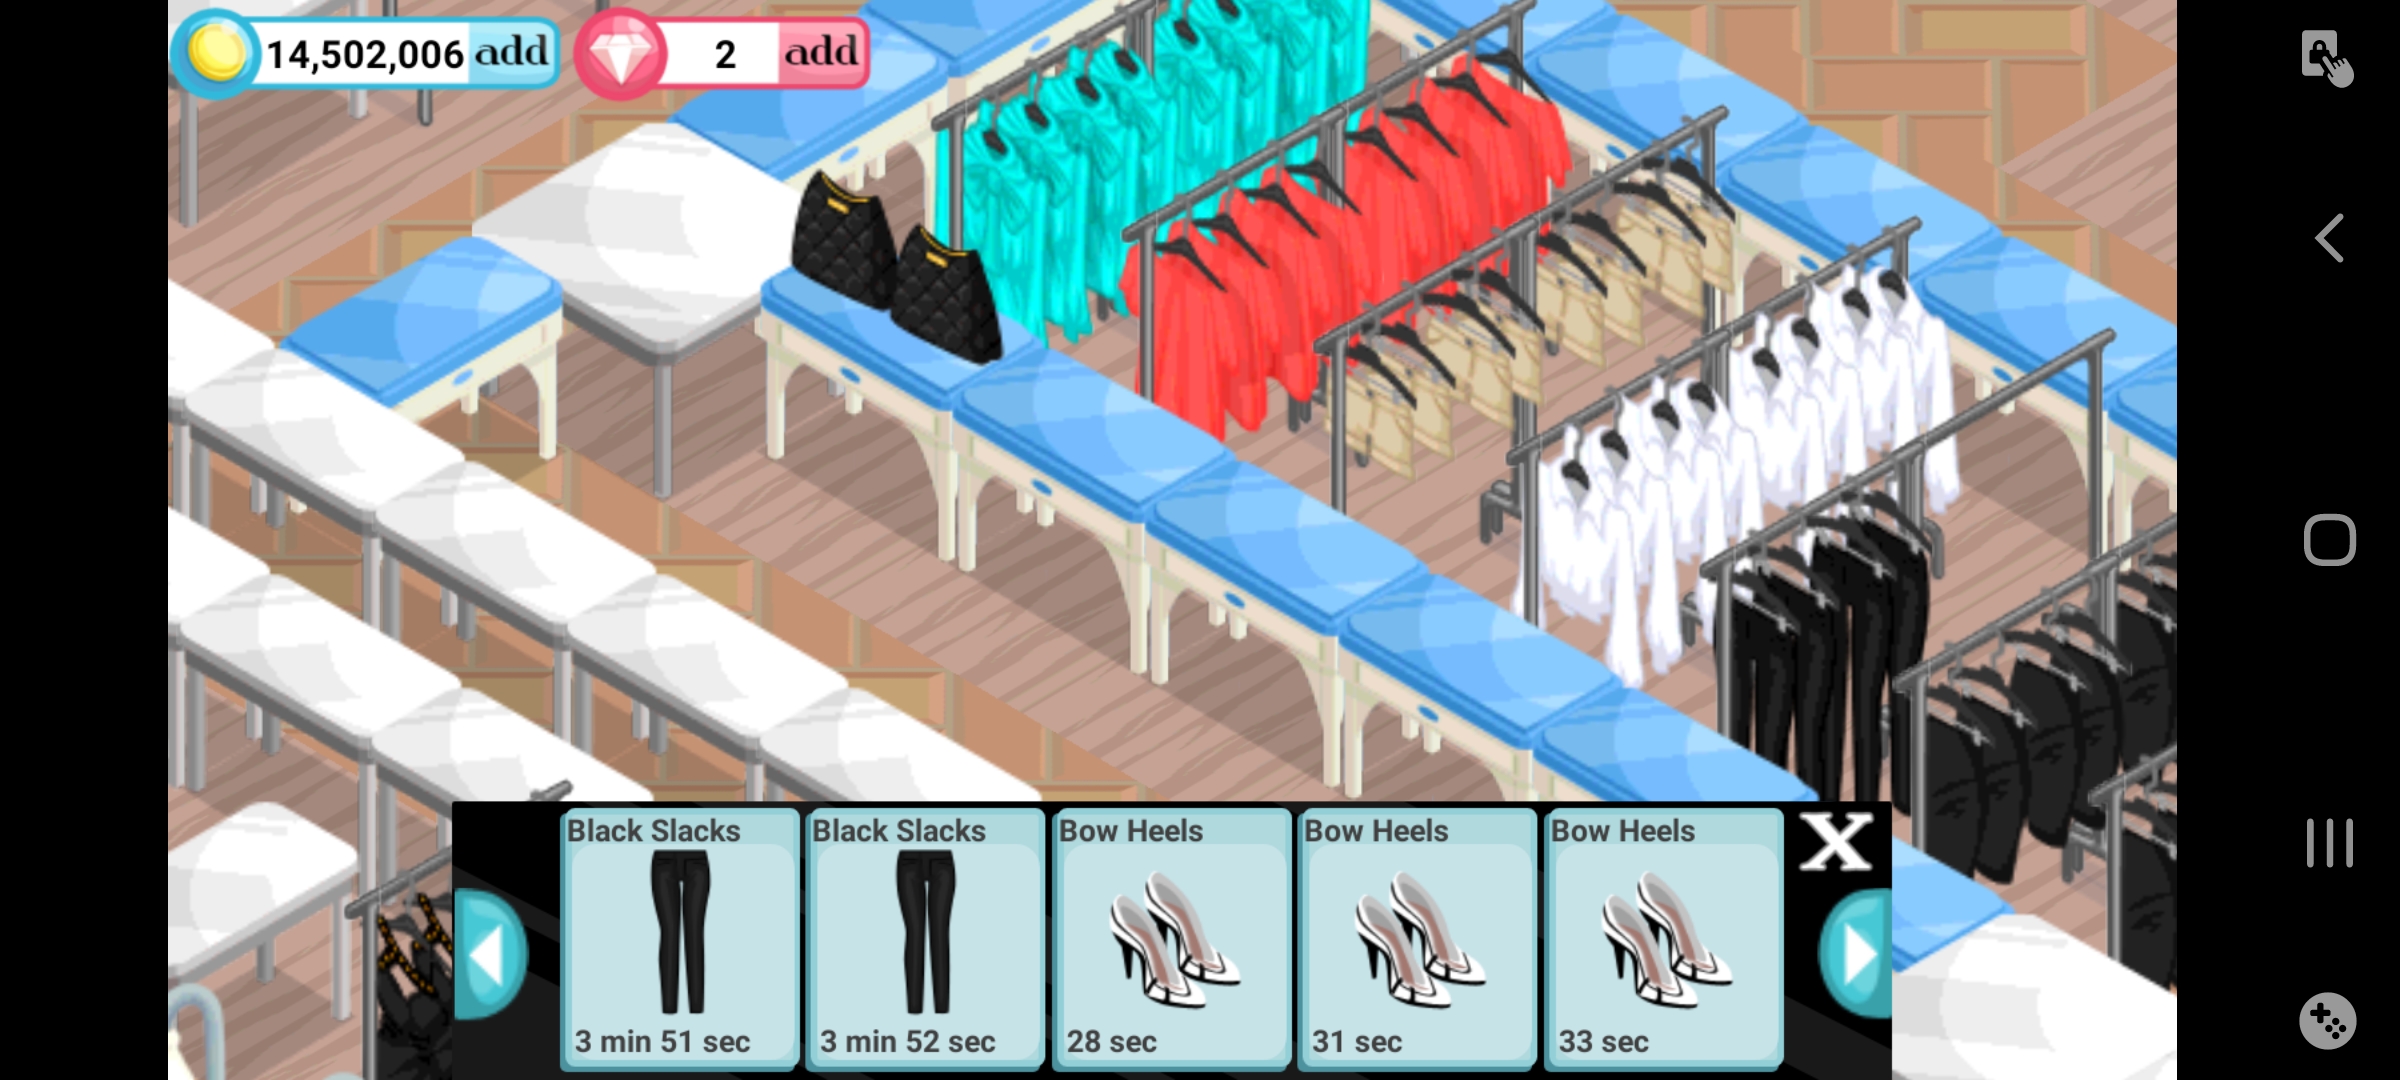 14,502,006 add
2 add
Black Slacks
3 min 51 sec
Black Slacks
3 min 52 sec
Bow Heels
28 sec
Bow Heels
31 sec
Bow Heels
33 sec
X